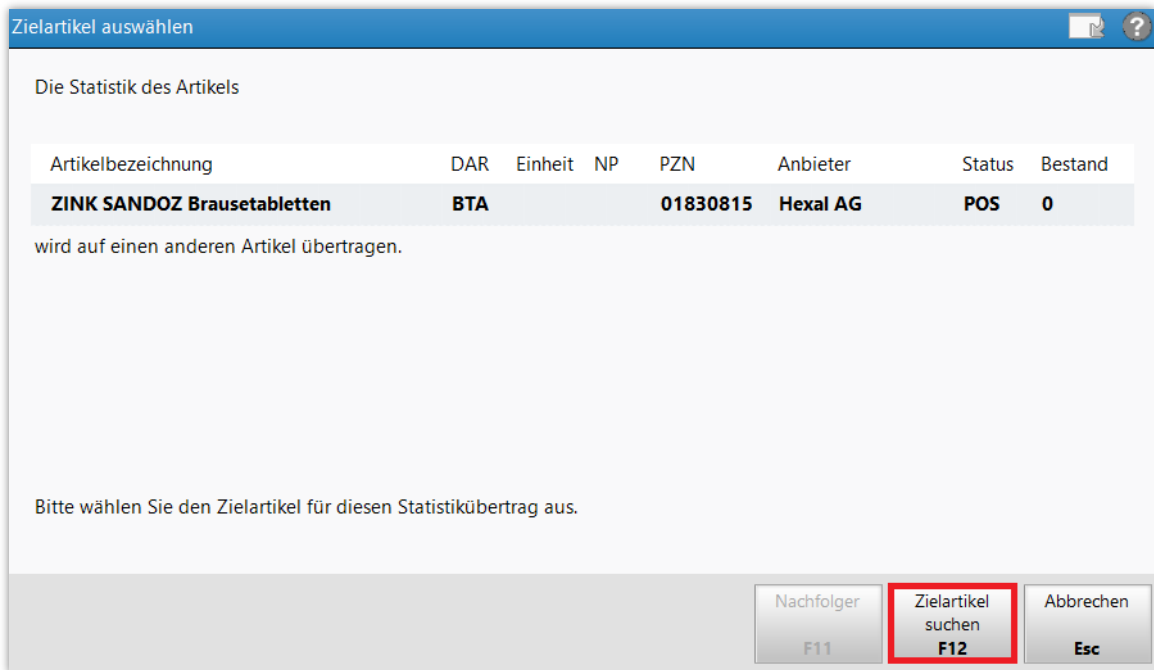 Zielartikel auswählen ?
Die Statistik des Artikels
Artikelbezeichnung DAR Einheit NP PZN Anbieter Status Bestand
ZINK SANDOZ Brausetabletten BTA 01830815 Hexal AG POS 0
wird auf einen anderen Artikel übertragen.
Bitte wählen Sie den Zielartikel für diesen Statistikübertrag aus.
Nachfolger
F11
Zielartikel
suchen
F12
Abbrechen
Esc